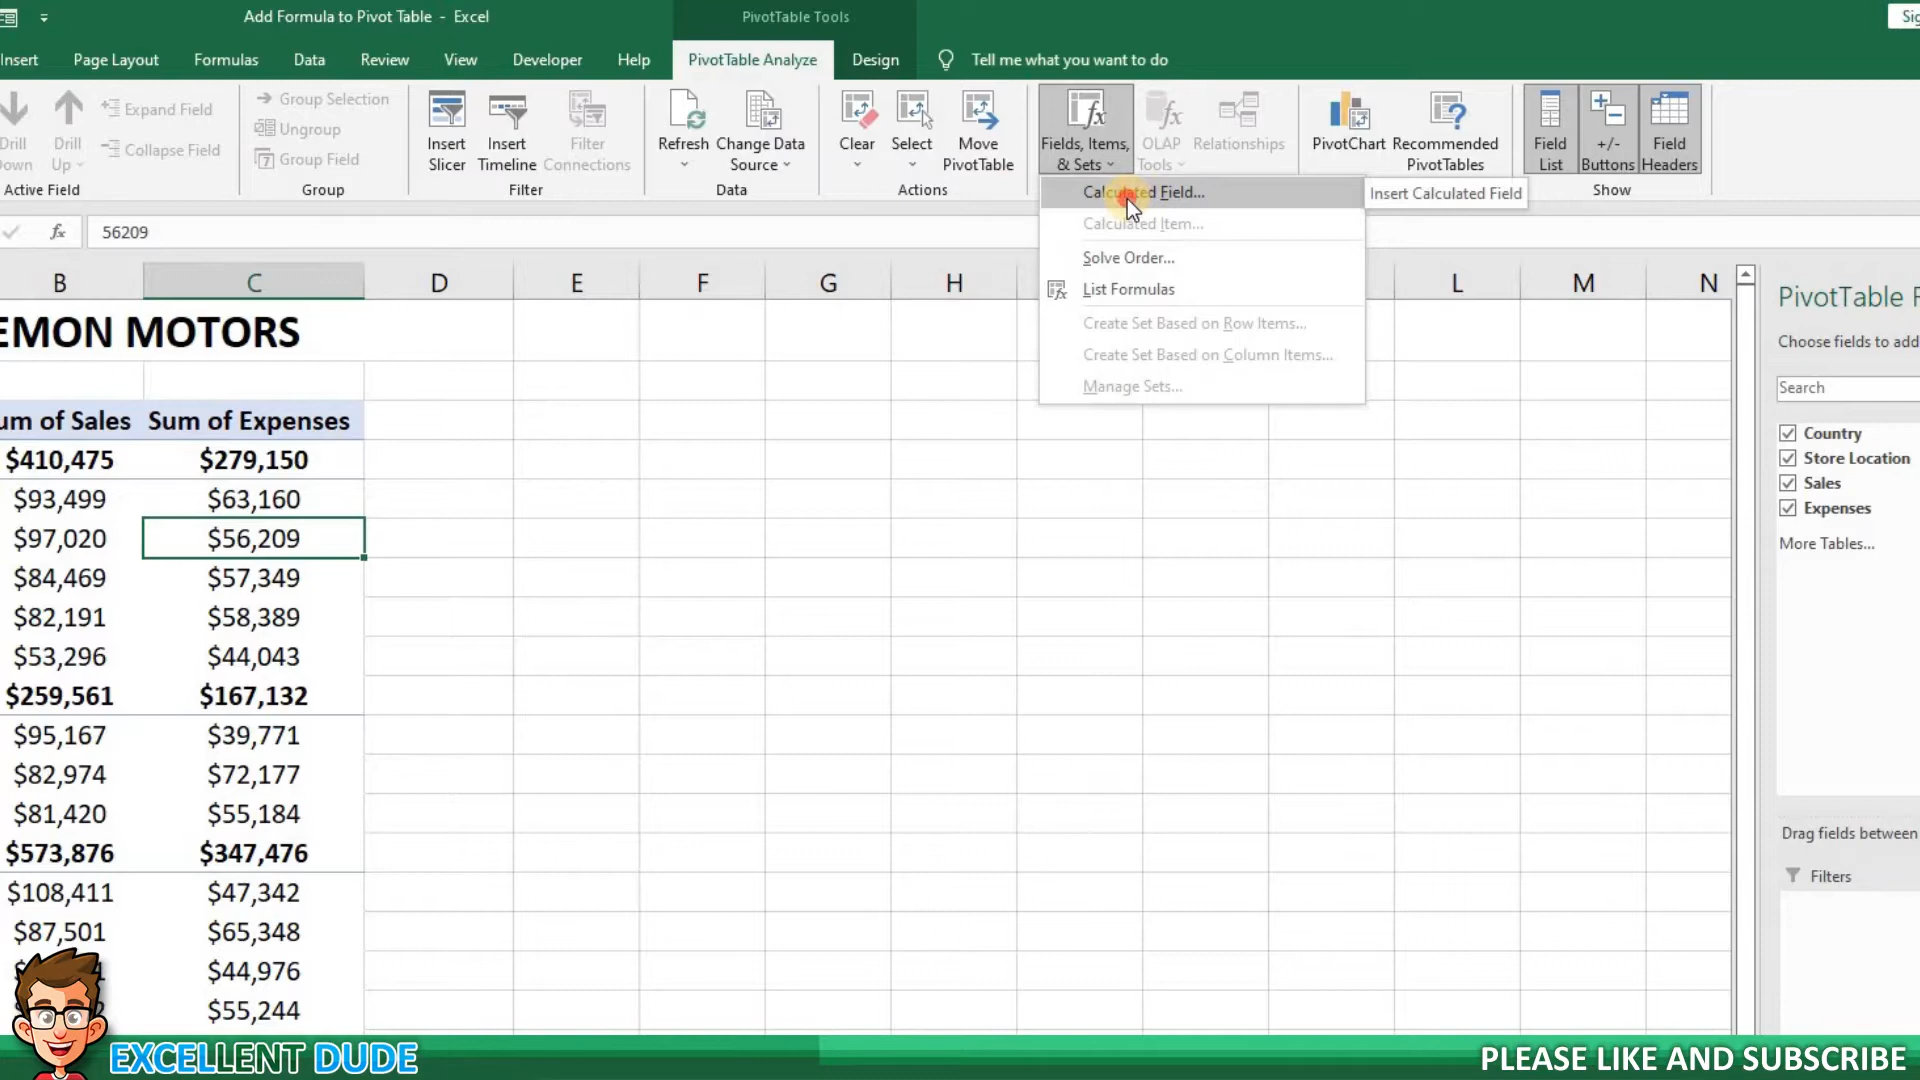 Add Formula to Pivot Table - Excel
PivotTable Tools
Insert
Page Layout
Formulas
Data
Review
View
Developer
Help
PivotTable Analyze
Design
Tell me what you want to do
Drill
Drill
Up
Expand Field
Collapse Field
Active Field
Group Selection
Ungroup
7 Group Field
Group
Insert
Slicer
Insert
Timeline
Filter
Connections
Filter
Refresh
Change Data
Source
Data
Clear
Select
Move
PivotTable
Actions
Fields, Items,
& Sets
OLAP
Tools
Relationships
PivotChart
Recommended
PivotTables
Field
List
+/-
Buttons
Field
Headers
Show
Calculated Field...
Insert Calculated Field
Calculated Item...
Solve Order...
List Formulas
Create Set Based on Row Items...
Create Set Based on Column Items...
Manage Sets...
fx
56209
B C D E F G H L M N
EMON MOTORS
um of Sales Sum of Expenses
$410,475 $279,150
$93,499 $63,160
$97,020 $56,209
$84,469 $57,349
$82,191 $58,389
$53,296 $44,043
$259,561 $167,132
$95,167 $39,771
$82,974 $72,177
$81,420 $55,184
$573,876 $347,476
$108,411 $47,342
$87,501 $65,348
$44,976
$55,244
PivotTable F
Choose fields to add
Search
Country
Store Location
Sales
Expenses
More Tables...
Drag fields between
Filters
EXCELLENT DUDE
PLEASE LIKE AND SUBSCRIBE